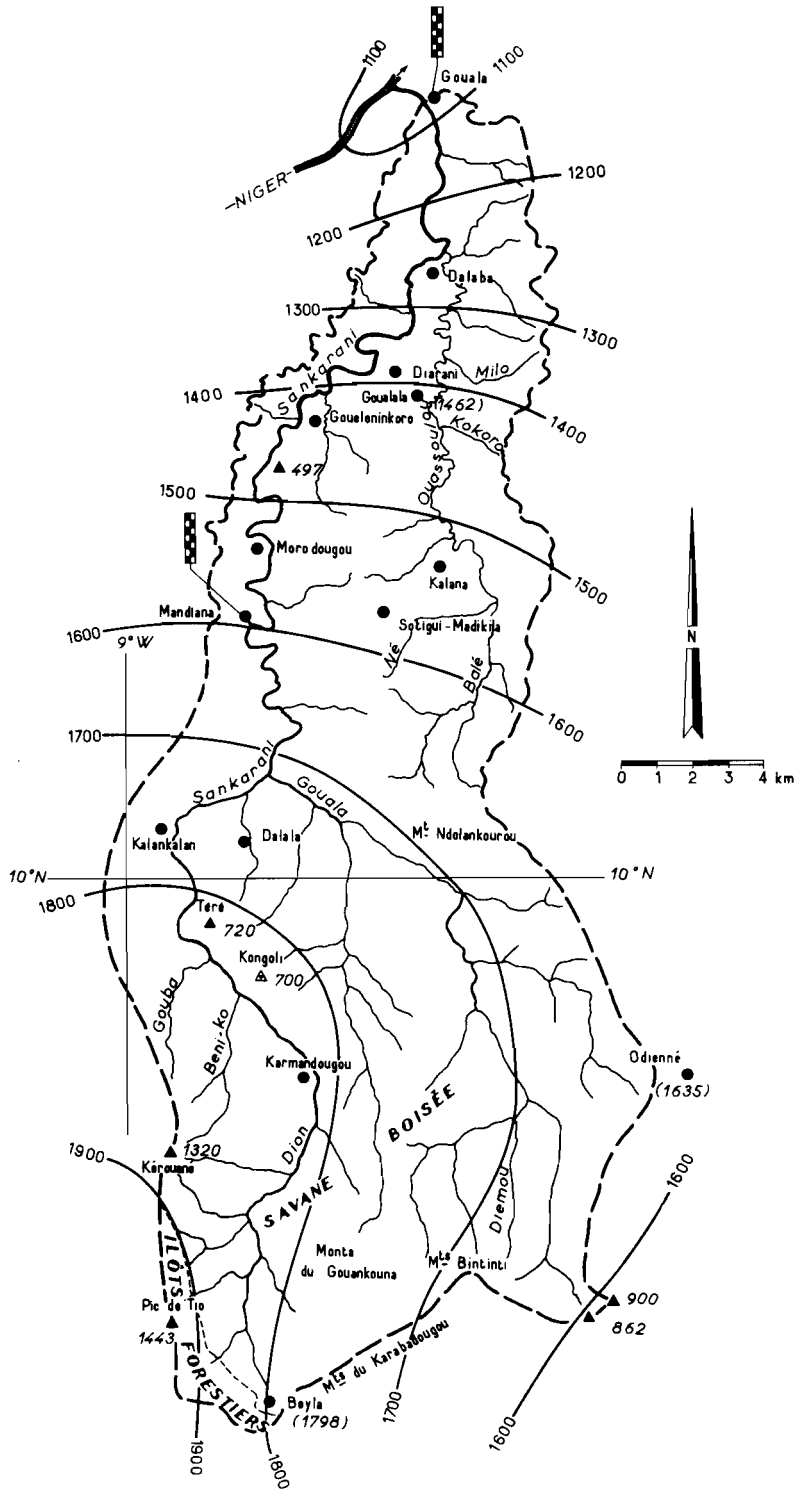 1100
1100
Gouala
—NIGER—
1200
1200
Dalaba
1300
1300
Sankarani
Diarani
Milo
1400
Goualala
(1462)
1400
Goueleninkoro
Kokoro
Ouassoulou
497
1500
1500
Morodougou
Kalana
Mandiana
Sotigui-Madikila
1600
9°W
Né
Balé
1600
N
1700
0 1 2 3 4 km
Sankarani
Gouala
Kalankalan
Dalala
Mt Ndolankourou
10°N
10°N
1800
Téré
720
Kongoli
700
Gouba
Beni-ko
Karmandougou
Odienné
(1635)
BOISÉE
1320
Kérouané
1900
Dion
SAVANE
Diemou
1600
Monts
du Gouankouna
Mts Bintinti
ILÔTS
Pic de Tio
1443
900
862
FORESTIERS
Mts du Karabadougou
Beyla
(1798)
1700
1600
1900
1800